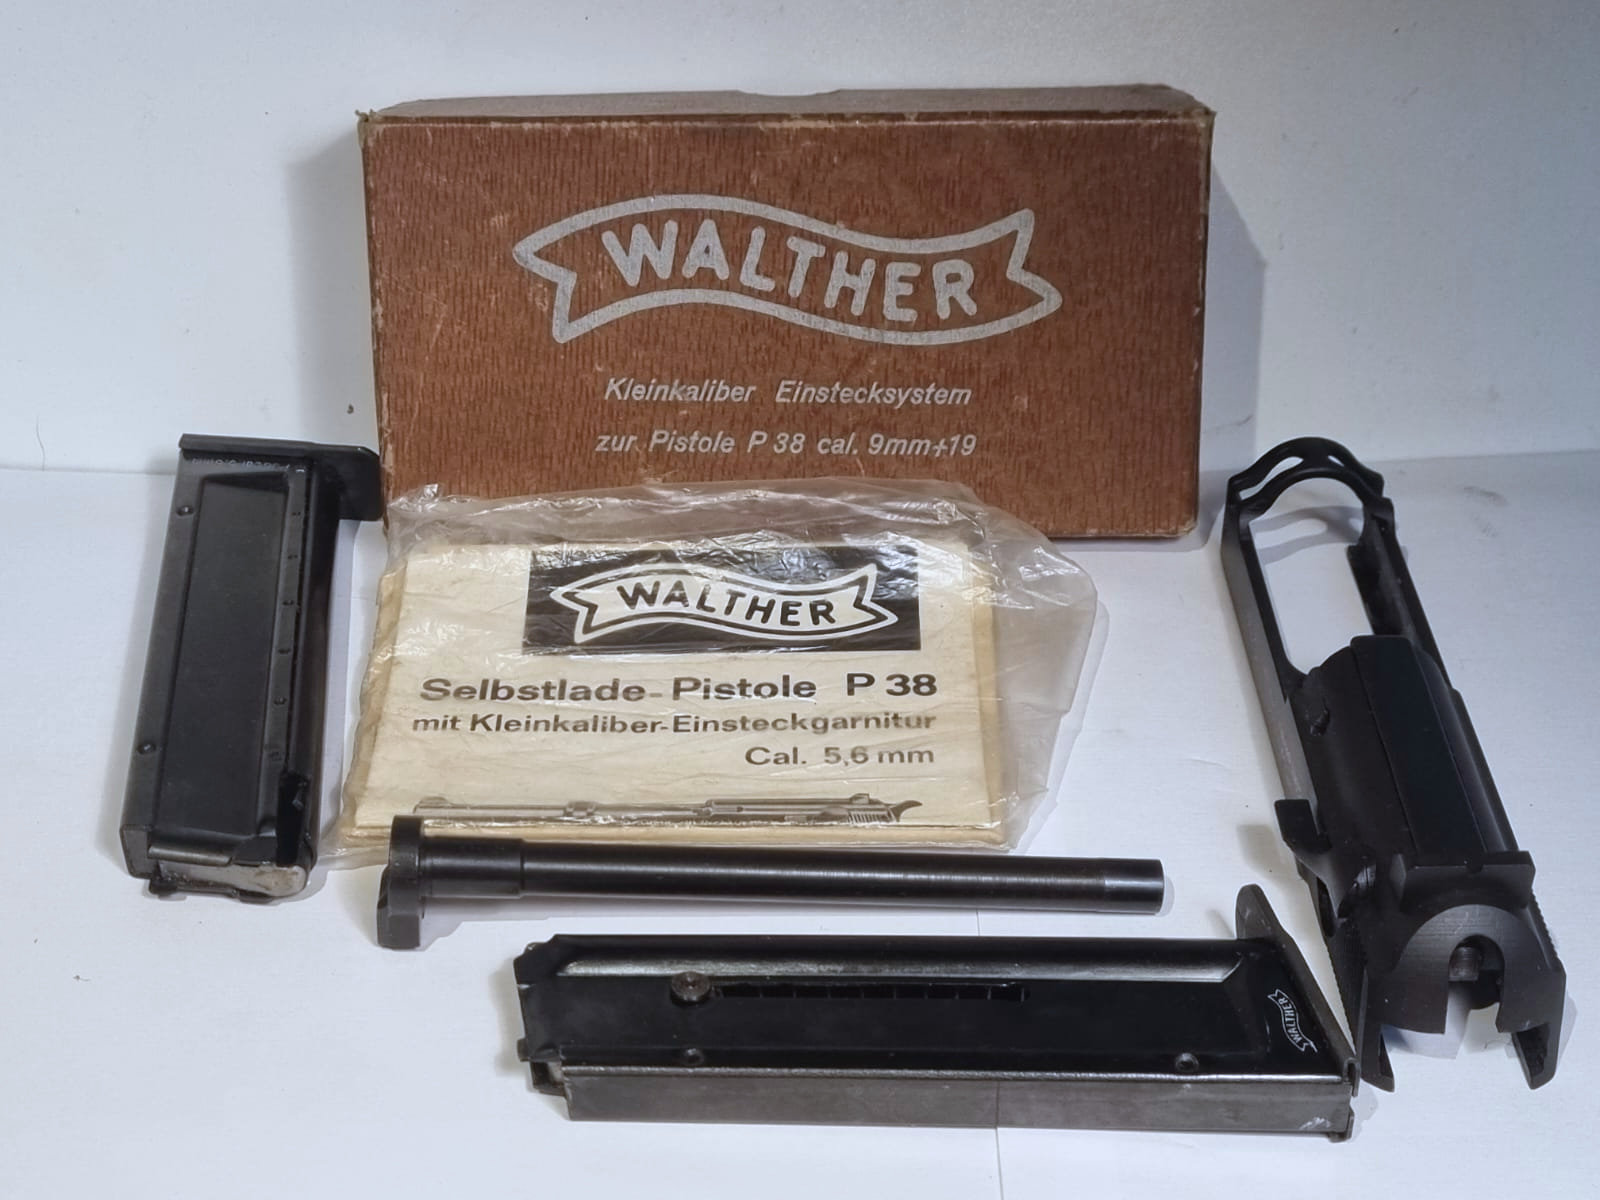 WALTHER
Kleinkaliber Einstecksystem
zur Pistole P 38 cal. 9mm+19
WALTHER
Selbstlade-Pistole P 38
mit Kleinkaliber-Einsteckgarnitur
Cal. 5,6 mm
WALTHER